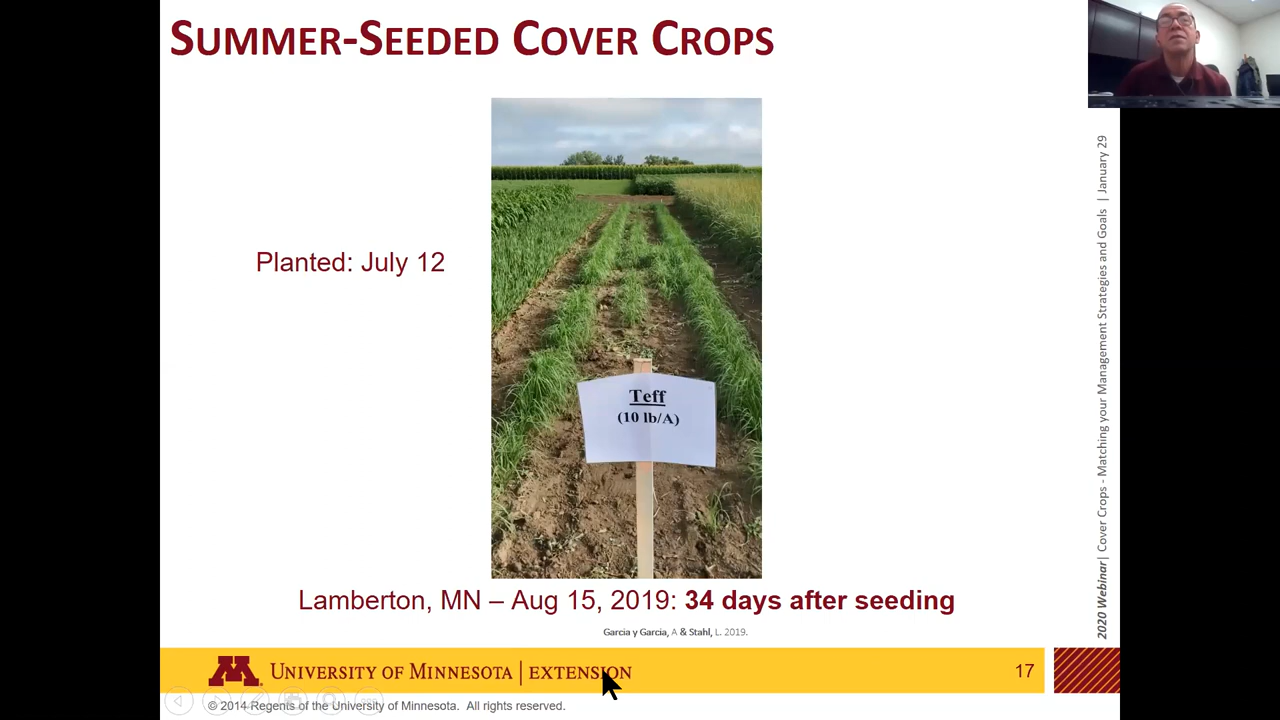 SUMMER-SEEDED COVER CROPS
Planted: July 12
Teff
(10 lb/A)
Lamberton, MN – Aug 15, 2019: 34 days after seeding
Garcia y Garcia, A & Stahl, L. 2019.
2020 Webinar| Cover Crops - Matching your Management Strategies and Goals | January 29
UNIVERSITY OF MINNESOTA | EXTENSION
17
© 2014 Regents of the University of Minnesota. All rights reserved.